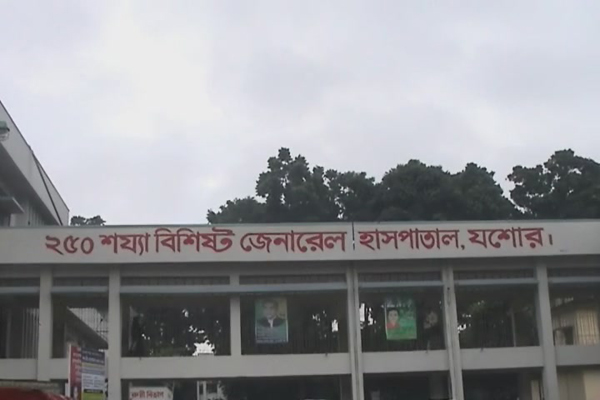 ২৫০ শয্যা বিশিষ্ট জেনারেল হাসপাতাল, যশোর।